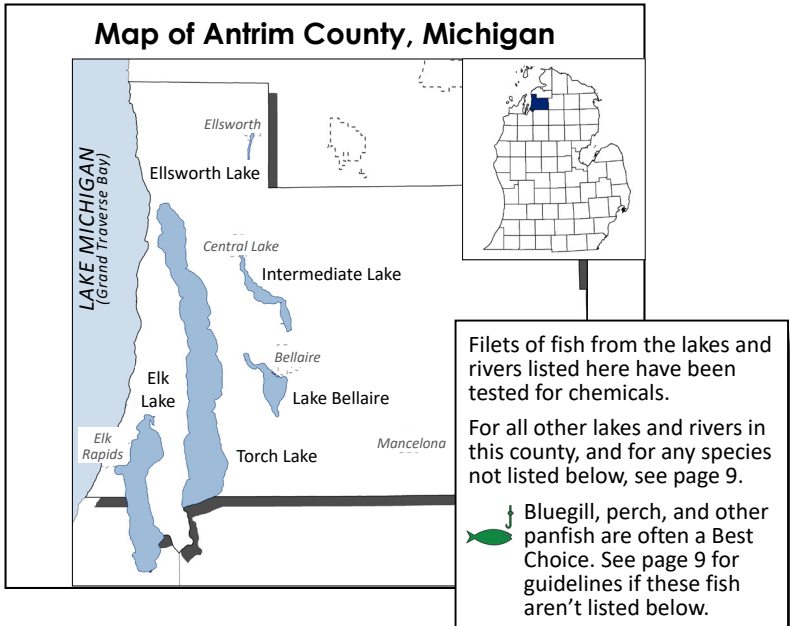 Map of Antrim County, Michigan
LAKE MICHIGAN
(Grand Traverse Bay)
Ellsworth
Ellsworth Lake
Central Lake
Intermediate Lake
Bellaire
Lake Bellaire
Elk
Lake
Elk
Rapids
Torch Lake
Mancelona
Filets of fish from the lakes and
rivers listed here have been
tested for chemicals.
For all other lakes and rivers in
this county, and for any species
not listed below, see page 9.
Bluegill, perch, and other
panfish are often a Best
Choice. See page 9 for
guidelines if these fish
aren’t listed below.